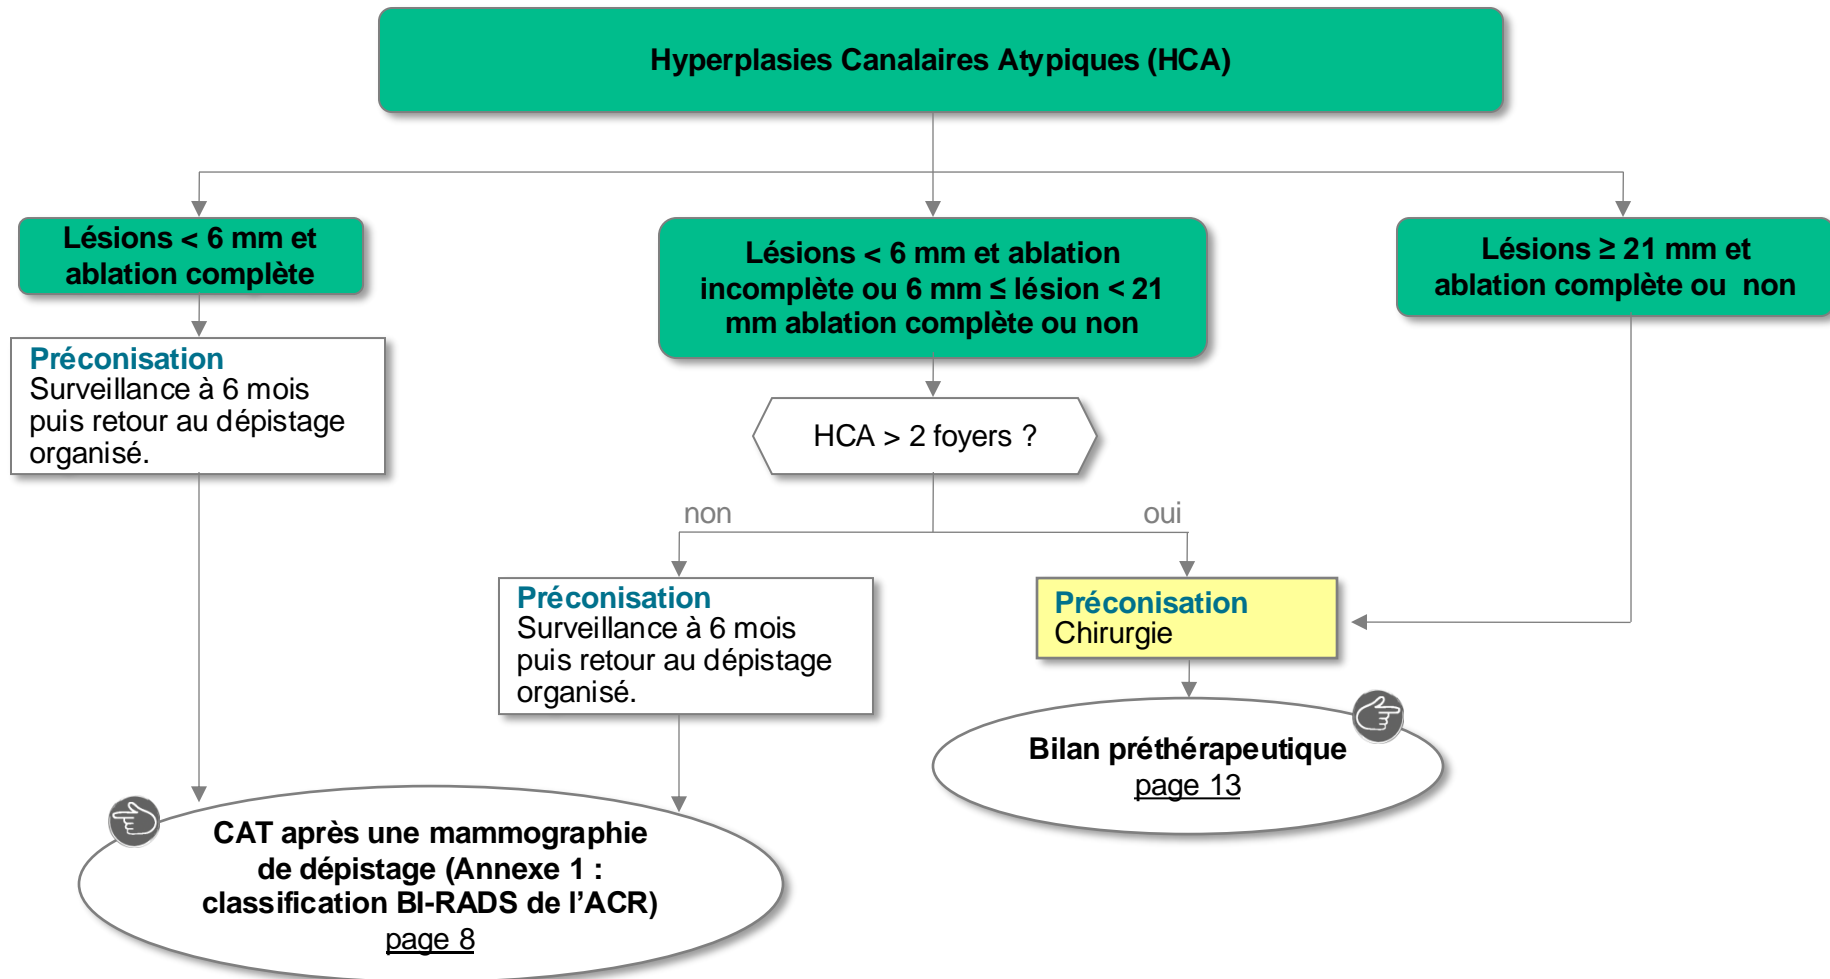 Hyperplasies Canalaires Atypiques (HCA)
Lésions < 6 mm et
ablation complète
Lésions < 6 mm et ablation
incomplète ou 6 mm ≤ lésion < 21
mm ablation complète ou non
Lésions ≥ 21 mm et
ablation complète ou non
Préconisation
Surveillance à 6 mois
puis retour au dépistage
organisé.
HCA > 2 foyers ?
non
oui
Préconisation
Surveillance à 6 mois
puis retour au dépistage
organisé.
Préconisation
Chirurgie
Bilan préthérapeutique
page 13
CAT après une mammographie
de dépistage (Annexe 1 :
classification BI-RADS de l’ACR)
page 8